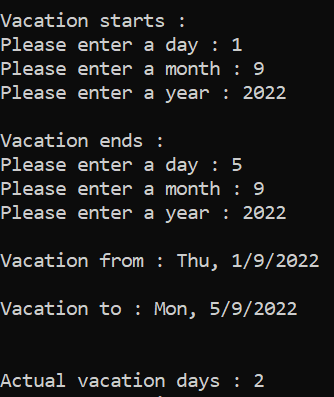 Vacation starts :
Please enter a day : 1
Please enter a month : 9
Please enter a year : 2022
Vacation ends :
Please enter a day : 5
Please enter a month : 9
Please enter a year : 2022
Vacation from : Thu, 1/9/2022
Vacation to : Mon, 5/9/2022
Actual vacation days : 2